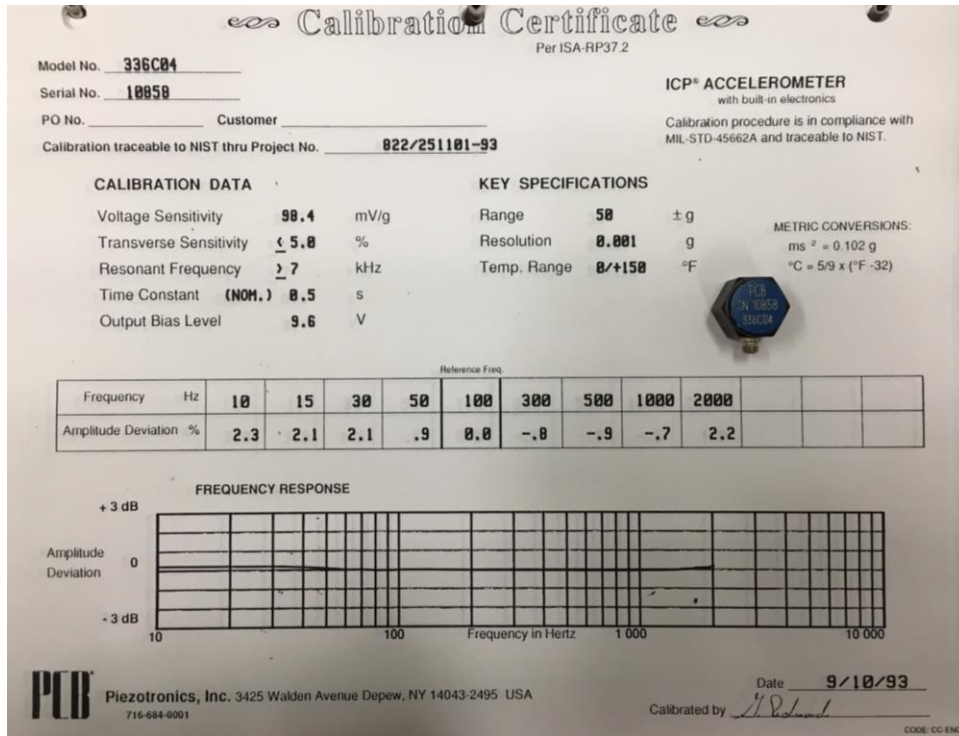 Calibration Certificate
Per ISA-RP37.2
Model No. 336C04
Serial No. 10858
PO No. Customer
Calibration traceable to NIST thru Project No. 822/251101-93
ICP® ACCELEROMETER
with built-in electronics
Calibration procedure is in compliance with
MIL-STD-45662A and traceable to NIST.
CALIBRATION DATA
Voltage Sensitivity 98.4 mV/g
Transverse Sensitivity ≤ 5.0 %
Resonant Frequency ≥ 7 kHz
Time Constant (NOM.) 0.5 s
Output Bias Level 9.6 V
KEY SPECIFICATIONS
Range 50 ± g
Resolution 0.001 g
Temp. Range 0/+150 °F
METRIC CONVERSIONS:
ms⁻² = 0.102 g
°C = 5/9 x (°F -32)
PCB
SN 10858
336C04
Reference Freq.
Frequency Hz 10 15 30 50 100 300 500 1000 2000
Amplitude Deviation % 2.3 2.1 2.1 .9 0.0 -.8 -.9 -.7 2.2
FREQUENCY RESPONSE
+ 3 dB
Amplitude
Deviation
0
- 3 dB
10 100 Frequency in Hertz 1 000 10 000
PCB® Piezotronics, Inc. 3425 Walden Avenue Depew, NY 14043-2495 USA
716-684-0001
Date 9/10/93
Calibrated by